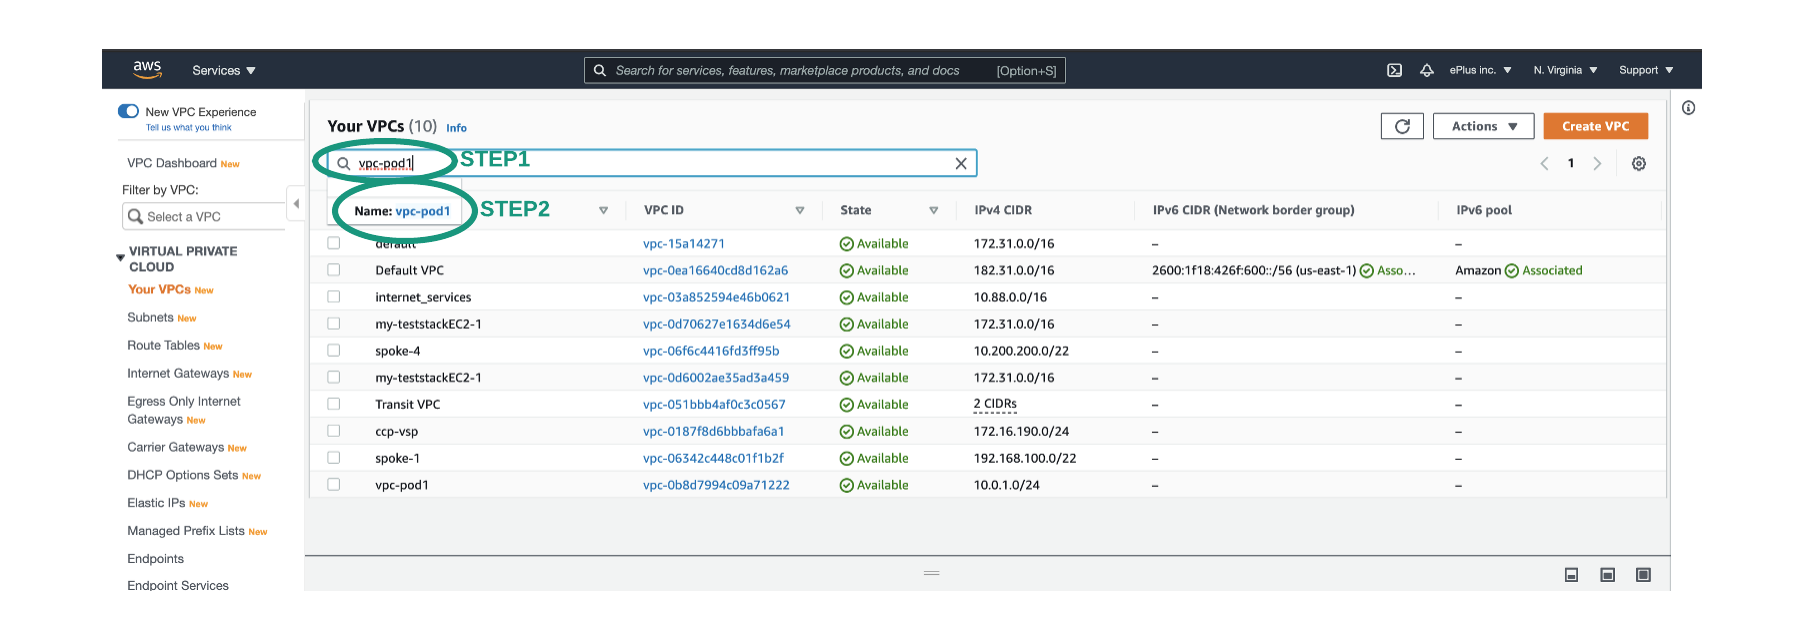 aws Services Search for services, features, marketplace products, and docs [Option+S] ePlus inc. N. Virginia Support
New VPC Experience
Tell us what you think
VPC Dashboard New
Filter by VPC:
Select a VPC
VIRTUAL PRIVATE
CLOUD
Your VPCs New
Subnets New
Route Tables New
Internet Gateways New
Egress Only Internet
Gateways New
Carrier Gateways New
DHCP Options Sets New
Elastic IPs New
Managed Prefix Lists New
Endpoints
Endpoint Services
Your VPCs (10) Info Actions Create VPC
vpc-pod1 STEP1 1
Name: vpc-pod1 STEP2 VPC ID State IPv4 CIDR IPv6 CIDR (Network border group) IPv6 pool
default vpc-15a14271 Available 172.31.0.0/16 – –
Default VPC vpc-0ea16640cd8d162a6 Available 182.31.0.0/16 2600:1f18:426f:600::/56 (us-east-1) Asso... Amazon Associated
internet_services vpc-03a852594e46b0621 Available 10.88.0.0/16 – –
my-teststackEC2-1 vpc-0d70627e1634d6e54 Available 172.31.0.0/16 – –
spoke-4 vpc-06f6c4416fd3ff95b Available 10.200.200.0/22 – –
my-teststackEC2-1 vpc-0d6002ae35ad3a459 Available 172.31.0.0/16 – –
Transit VPC vpc-051bbb4af0c3c0567 Available 2 CIDRs – –
ccp-vsp vpc-0187f8d6bbbafa6a1 Available 172.16.190.0/24 – –
spoke-1 vpc-06342c448c01f1b2f Available 192.168.100.0/22 – –
vpc-pod1 vpc-0b8d7994c09a71222 Available 10.0.1.0/24 – –